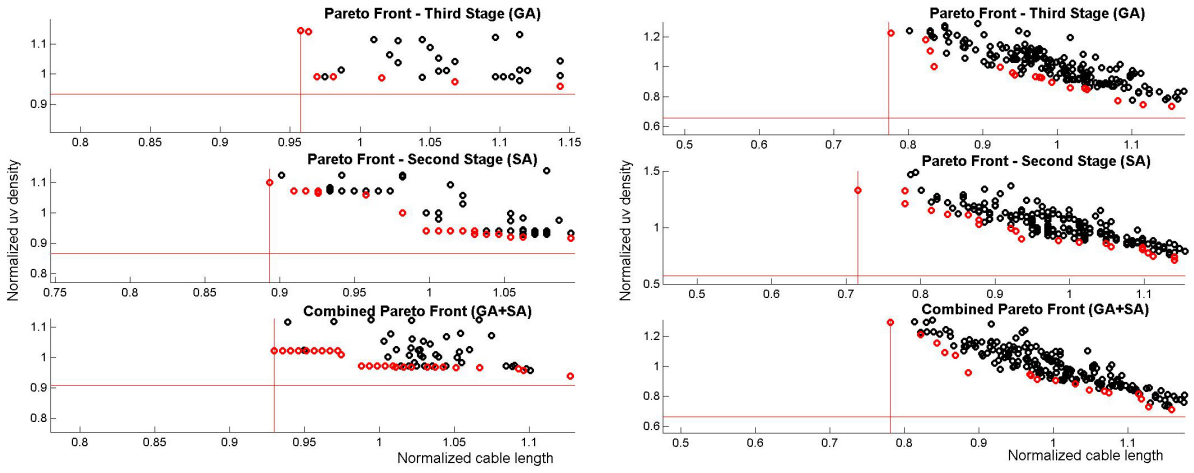 Pareto Front - Third Stage (GA)
1.1
1
0.9
0.8 0.85 0.9 0.95 1 1.05 1.1 1.15
Pareto Front - Second Stage (SA)
1.1
1
0.9
0.8
0.75 0.8 0.85 0.9 0.95 1 1.05
Normalized uv density
Combined Pareto Front (GA+SA)
1.1
1
0.9
0.8
0.8 0.85 0.9 0.95 1 1.05 1.1
Normalized cable length
Pareto Front - Third Stage (GA)
1.2
1
0.8
0.6
0.5 0.6 0.7 0.8 0.9 1 1.1
Pareto Front - Second Stage (SA)
1.5
1
0.5
0.5 0.6 0.7 0.8 0.9 1 1.1
Normalized uv density
Combined Pareto Front (GA+SA)
1.2
1
0.8
0.6
0.5 0.6 0.7 0.8 0.9 1 1.1
Normalized cable length